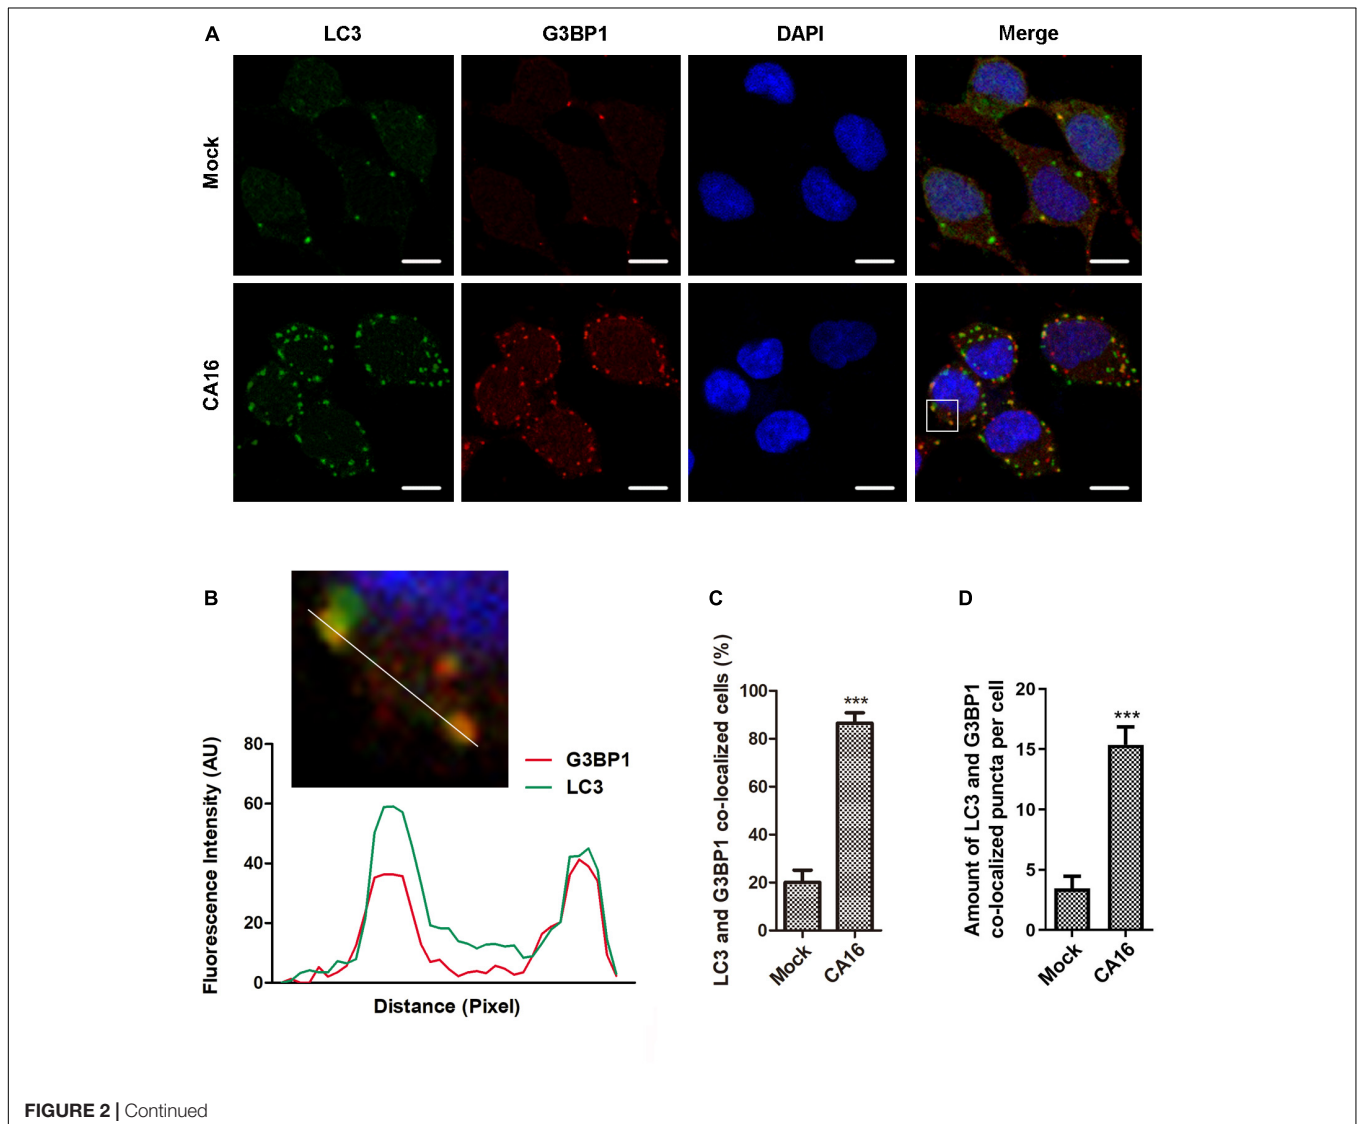 A
LC3
G3BP1
DAPI
Merge
Mock
CA16
B
80
60
40
20
0
Fluorescence Intensity (AU)
Distance (Pixel)
G3BP1
LC3
C
LC3 and G3BP1 co-localized cells (%)
100
80
60
40
20
0
***
Mock
CA16
D
Amount of LC3 and G3BP1
co-localized puncta per cell
20
15
10
5
0
***
Mock
CA16
FIGURE 2 | Continued